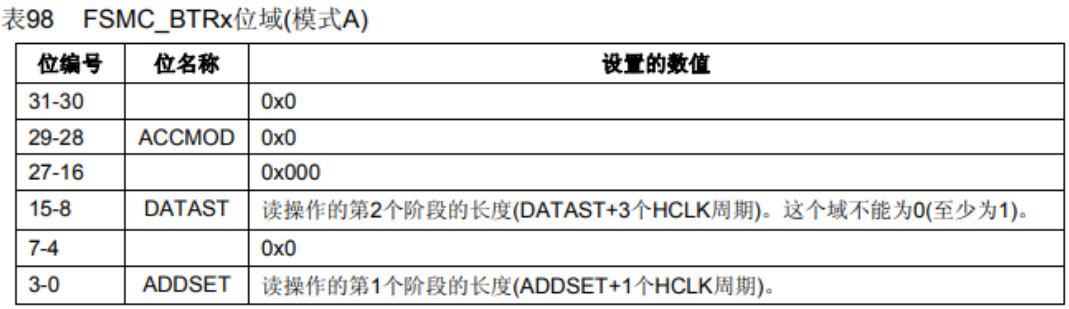 表98 FSMC_BTRx位域(模式A)
位编号 位名称 设置的数值
31-30 0x0
29-28 ACCMOD 0x0
27-16 0x000
15-8 DATAST 读操作的第2个阶段的长度(DATAST+3个HCLK周期)。这个域不能为0(至少为1)。
7-4 0x0
3-0 ADDSET 读操作的第1个阶段的长度(ADDSET+1个HCLK周期)。